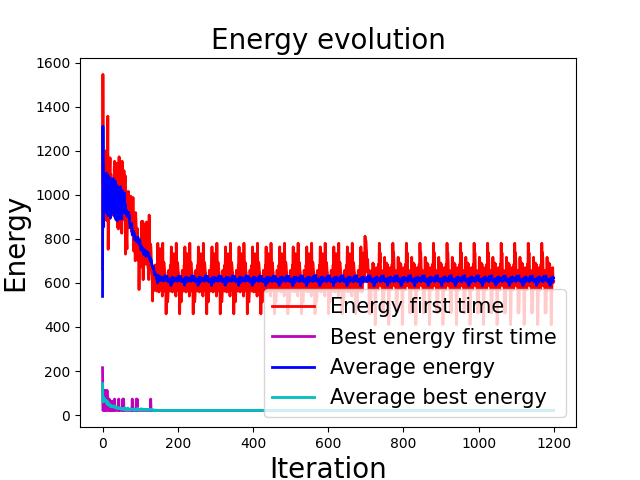 Energy evolution
1600
1400
1200
1000
800
600
400
200
0
Energy
Energy first time
Best energy first time
Average energy
Average best energy
0 200 400 600 800 1000 1200
Iteration